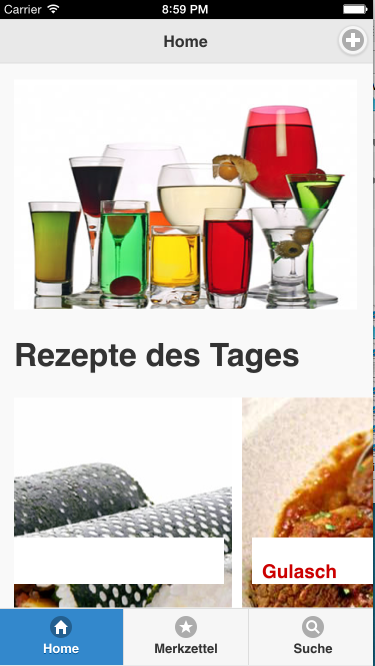 Carrier 8:59 PM
Home
Rezepte des Tages
Gulasch
Home Merkzettel Suche